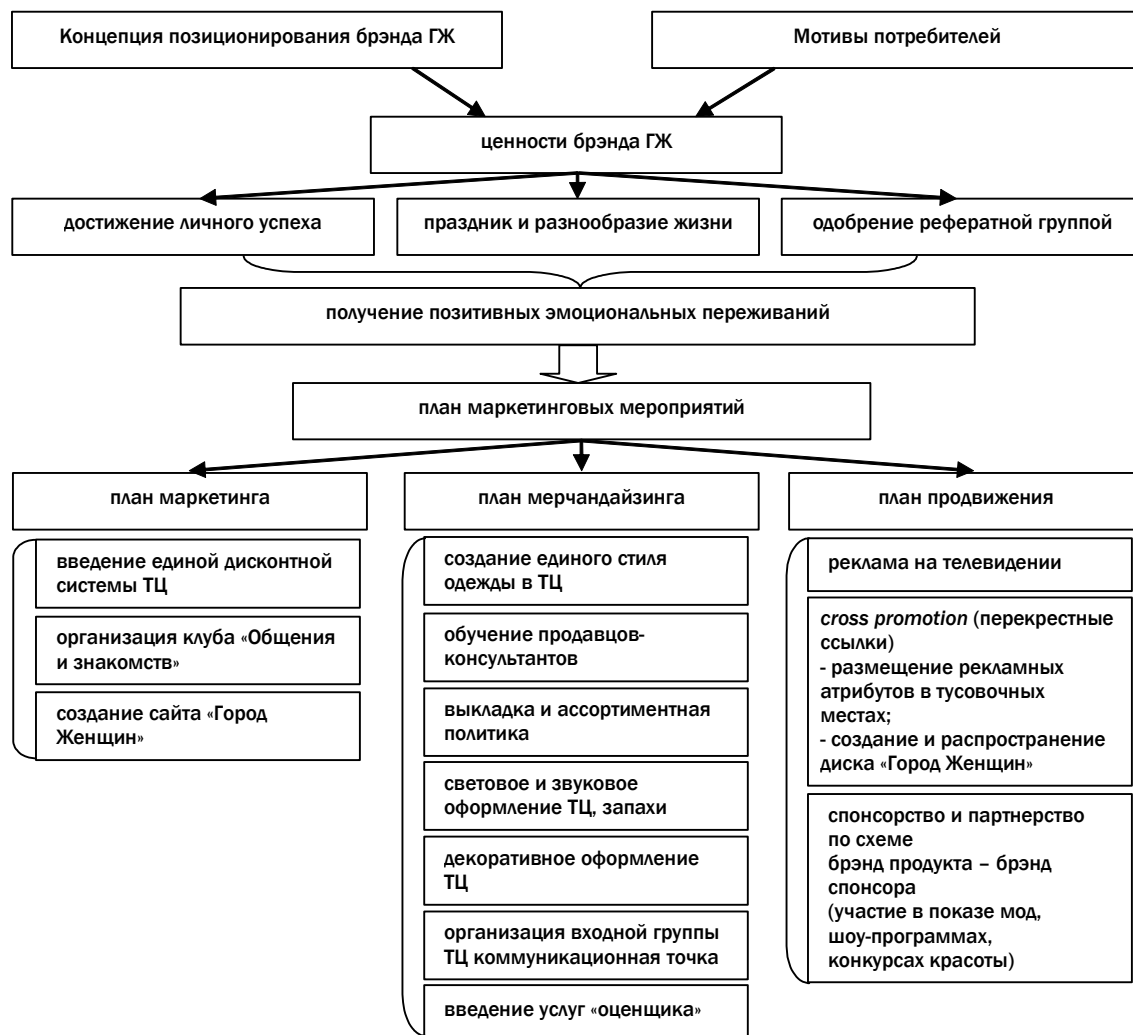 Концепция позиционирования брэнда ГЖ
Мотивы потребителей
ценности брэнда ГЖ
достижение личного успеха
праздник и разнообразие жизни
одобрение рефератной группой
получение позитивных эмоциональных переживаний
план маркетинговых мероприятий
план маркетинга
введение единой дисконтной
системы ТЦ
организация клуба «Общения
и знакомств»
создание сайта «Город
Женщин»
план мерчандайзинга
создание единого стиля
одежды в ТЦ
обучение продавцов-
консультантов
выкладка и ассортиментная
политика
световое и звуковое
оформление ТЦ, запахи
декоративное оформление
ТЦ
организация входной группы
ТЦ коммуникационная точка
введение услуг «оценщика»
план продвижения
реклама на телевидении
cross promotion (перекрестные
ссылки)
- размещение рекламных
атрибутов в тусовочных
местах;
- создание и распространение
диска «Город Женщин»
спонсорство и партнерство
по схеме
брэнд продукта – брэнд
спонсора
(участие в показе мод,
шоу-программах,
конкурсах красоты)